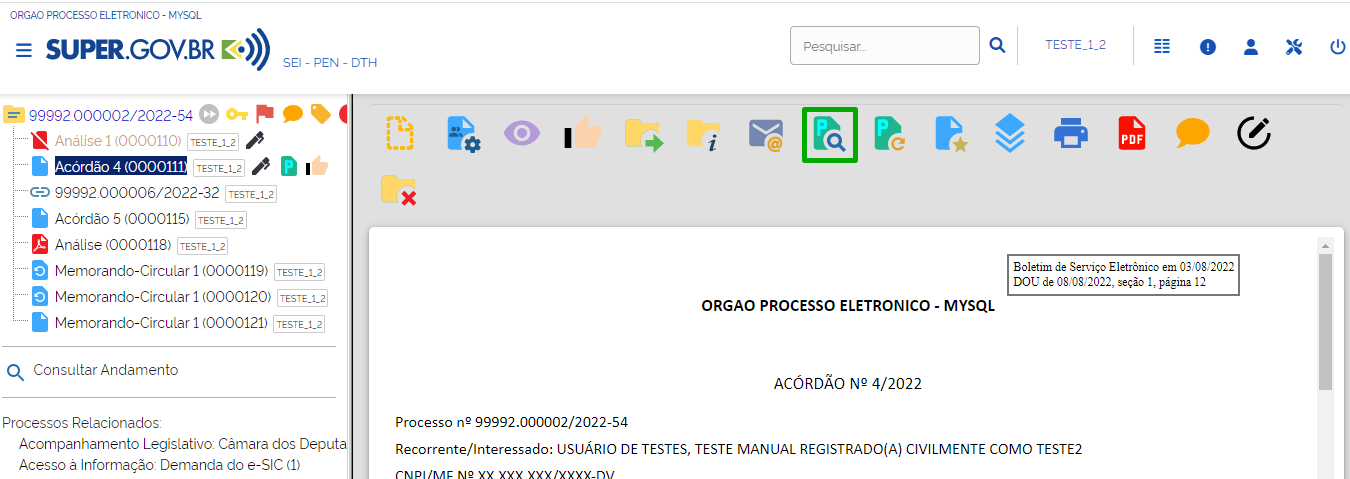 ORGAO PROCESSO ELETRONICO - MYSQL
SUPER.GOV.BR
SEI - PEN - DTH
Pesquisar...
TESTE_1_2
99992.000002/2022-54
Análise 1 (0000110) TESTE_1_2
Acórdão 4 (0000111) TESTE_1_2 P
99992.000006/2022-32 TESTE_1_2
Acórdão 5 (0000115) TESTE_1_2
Análise (0000118) TESTE_1_2
Memorando-Circular 1 (0000119) TESTE_1_2
Memorando-Circular 1 (0000120) TESTE_1_2
Memorando-Circular 1 (0000121) TESTE_1_2
Consultar Andamento
Processos Relacionados:
Acompanhamento Legislativo: Câmara dos Deputa
Acesso à Informação: Demanda do e-SIC (1)
P
P
PDF
Boletim de Serviço Eletrônico em 03/08/2022
DOU de 08/08/2022, seção 1, página 12
ORGAO PROCESSO ELETRONICO - MYSQL
ACÓRDÃO Nº 4/2022
Processo nº 99992.000002/2022-54
Recorrente/Interessado: USUÁRIO DE TESTES, TESTE MANUAL REGISTRADO(A) CIVILMENTE COMO TESTE2
CNPJ/MF Nº XX.XXX.XXX/XXXX-DV